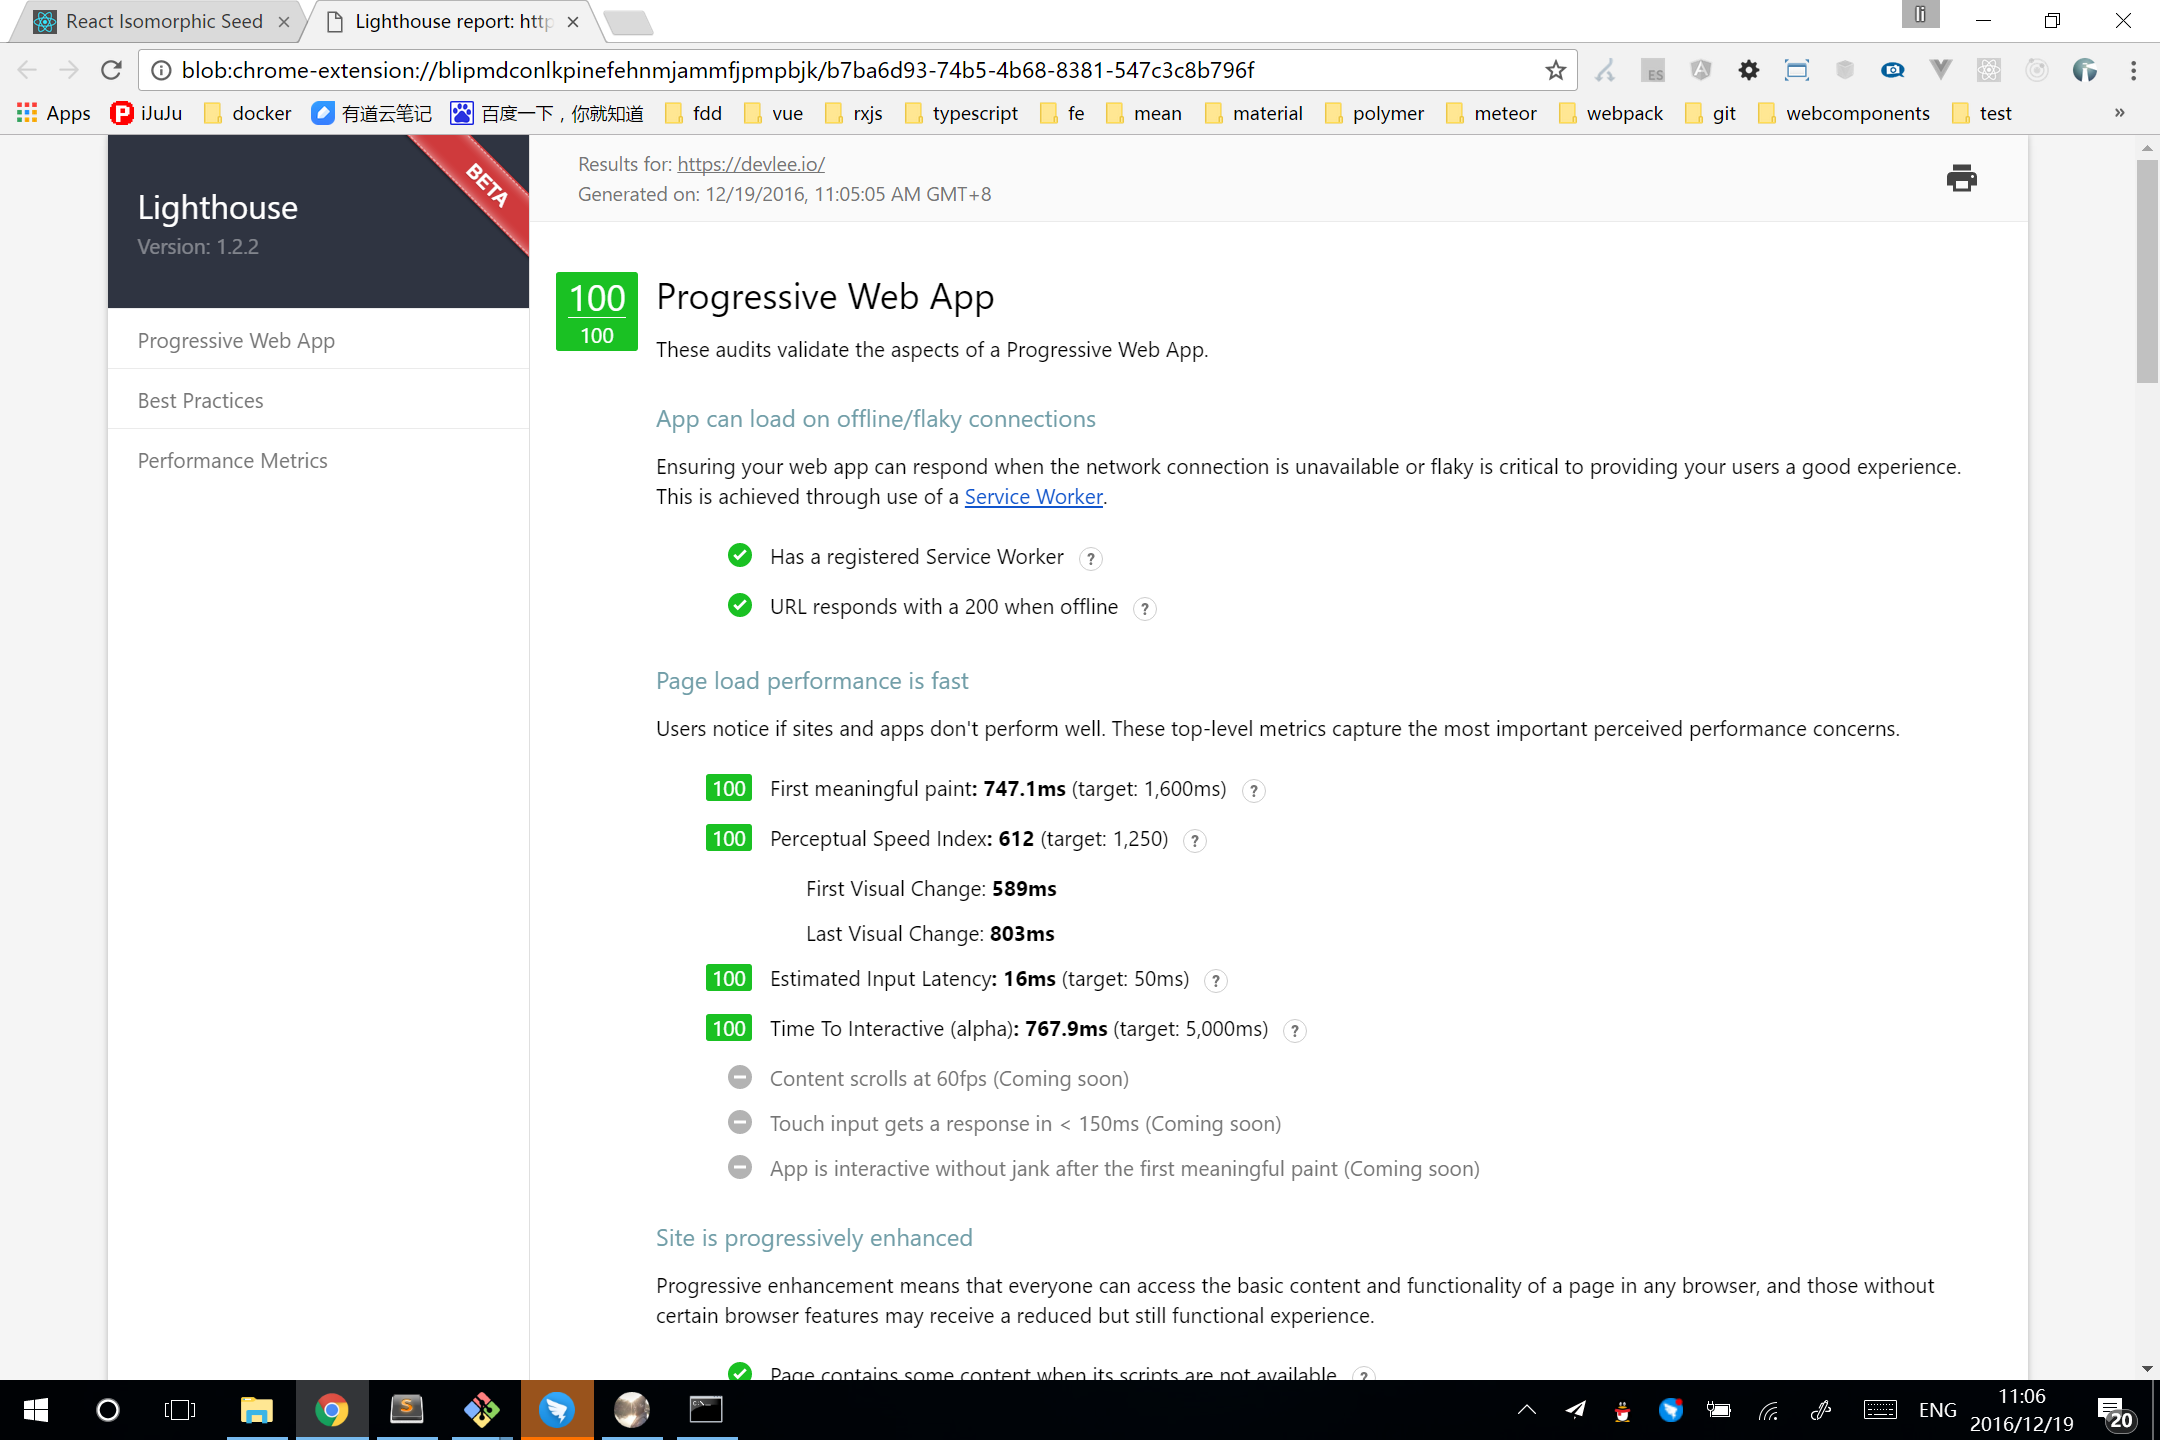 React Isomorphic Seed
Lighthouse report: http
li
blob:chrome-extension://blipmdconlkpinefehnmjammfjpmpbjk/b7ba6d93-74b5-4b68-8381-547c3c8b796f
ES
Apps
iJuJu
docker
有道云笔记
百度一下，你就知道
fdd
vue
rxjs
typescript
fe
mean
material
polymer
meteor
webpack
git
webcomponents
test
»
Lighthouse
Version: 1.2.2
BETA
Progressive Web App
Best Practices
Performance Metrics
Results for: https://devlee.io/
Generated on: 12/19/2016, 11:05:05 AM GMT+8
100
100
Progressive Web App
These audits validate the aspects of a Progressive Web App.
App can load on offline/flaky connections
Ensuring your web app can respond when the network connection is unavailable or flaky is critical to providing your users a good experience.
This is achieved through use of a Service Worker.
Has a registered Service Worker ?
URL responds with a 200 when offline ?
Page load performance is fast
Users notice if sites and apps don't perform well. These top-level metrics capture the most important perceived performance concerns.
100 First meaningful paint: 747.1ms (target: 1,600ms) ?
100 Perceptual Speed Index: 612 (target: 1,250) ?
First Visual Change: 589ms
Last Visual Change: 803ms
100 Estimated Input Latency: 16ms (target: 50ms) ?
100 Time To Interactive (alpha): 767.9ms (target: 5,000ms) ?
Content scrolls at 60fps (Coming soon)
Touch input gets a response in < 150ms (Coming soon)
App is interactive without jank after the first meaningful paint (Coming soon)
Site is progressively enhanced
Progressive enhancement means that everyone can access the basic content and functionality of a page in any browser, and those without
certain browser features may receive a reduced but still functional experience.
Page contains some content when its scripts are not available ?
ENG
11:06
2016/12/19
20